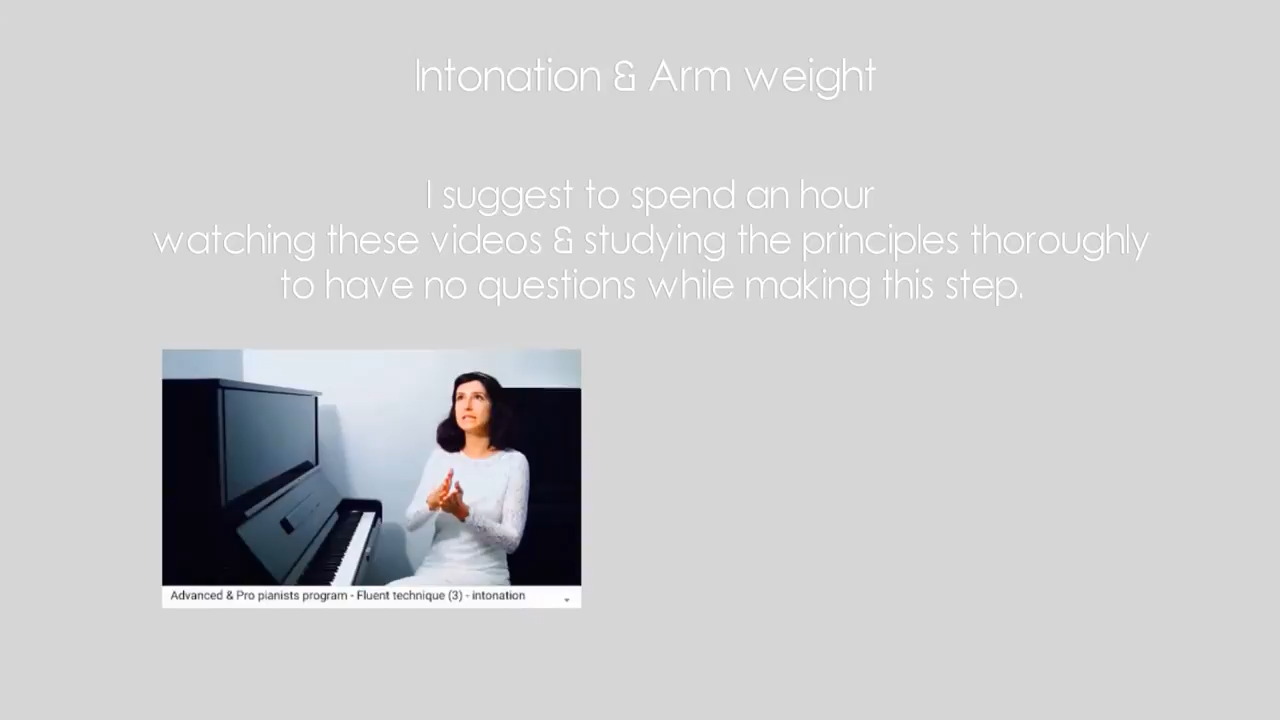 Intonation & Arm weight
I suggest to spend an hour
watching these videos & studying the principles thoroughly
to have no questions while making this step.
Advanced & Pro pianists program - Fluent technique (3) - intonation